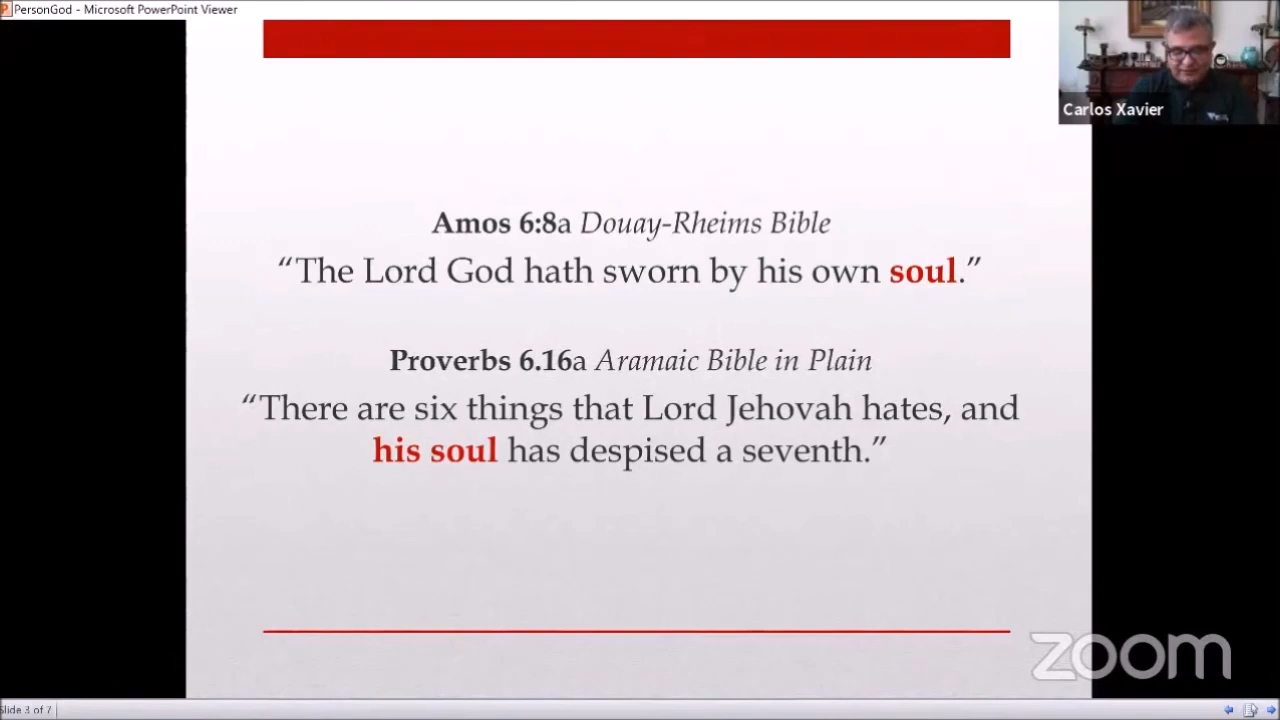 PersonGod - Microsoft PowerPoint Viewer
Carlos Xavier
Amos 6:8a Douay-Rheims Bible
“The Lord God hath sworn by his own soul.”
Proverbs 6.16a Aramaic Bible in Plain
“There are six things that Lord Jehovah hates, and
his soul has despised a seventh.”
zoom
Slide 3 of 7